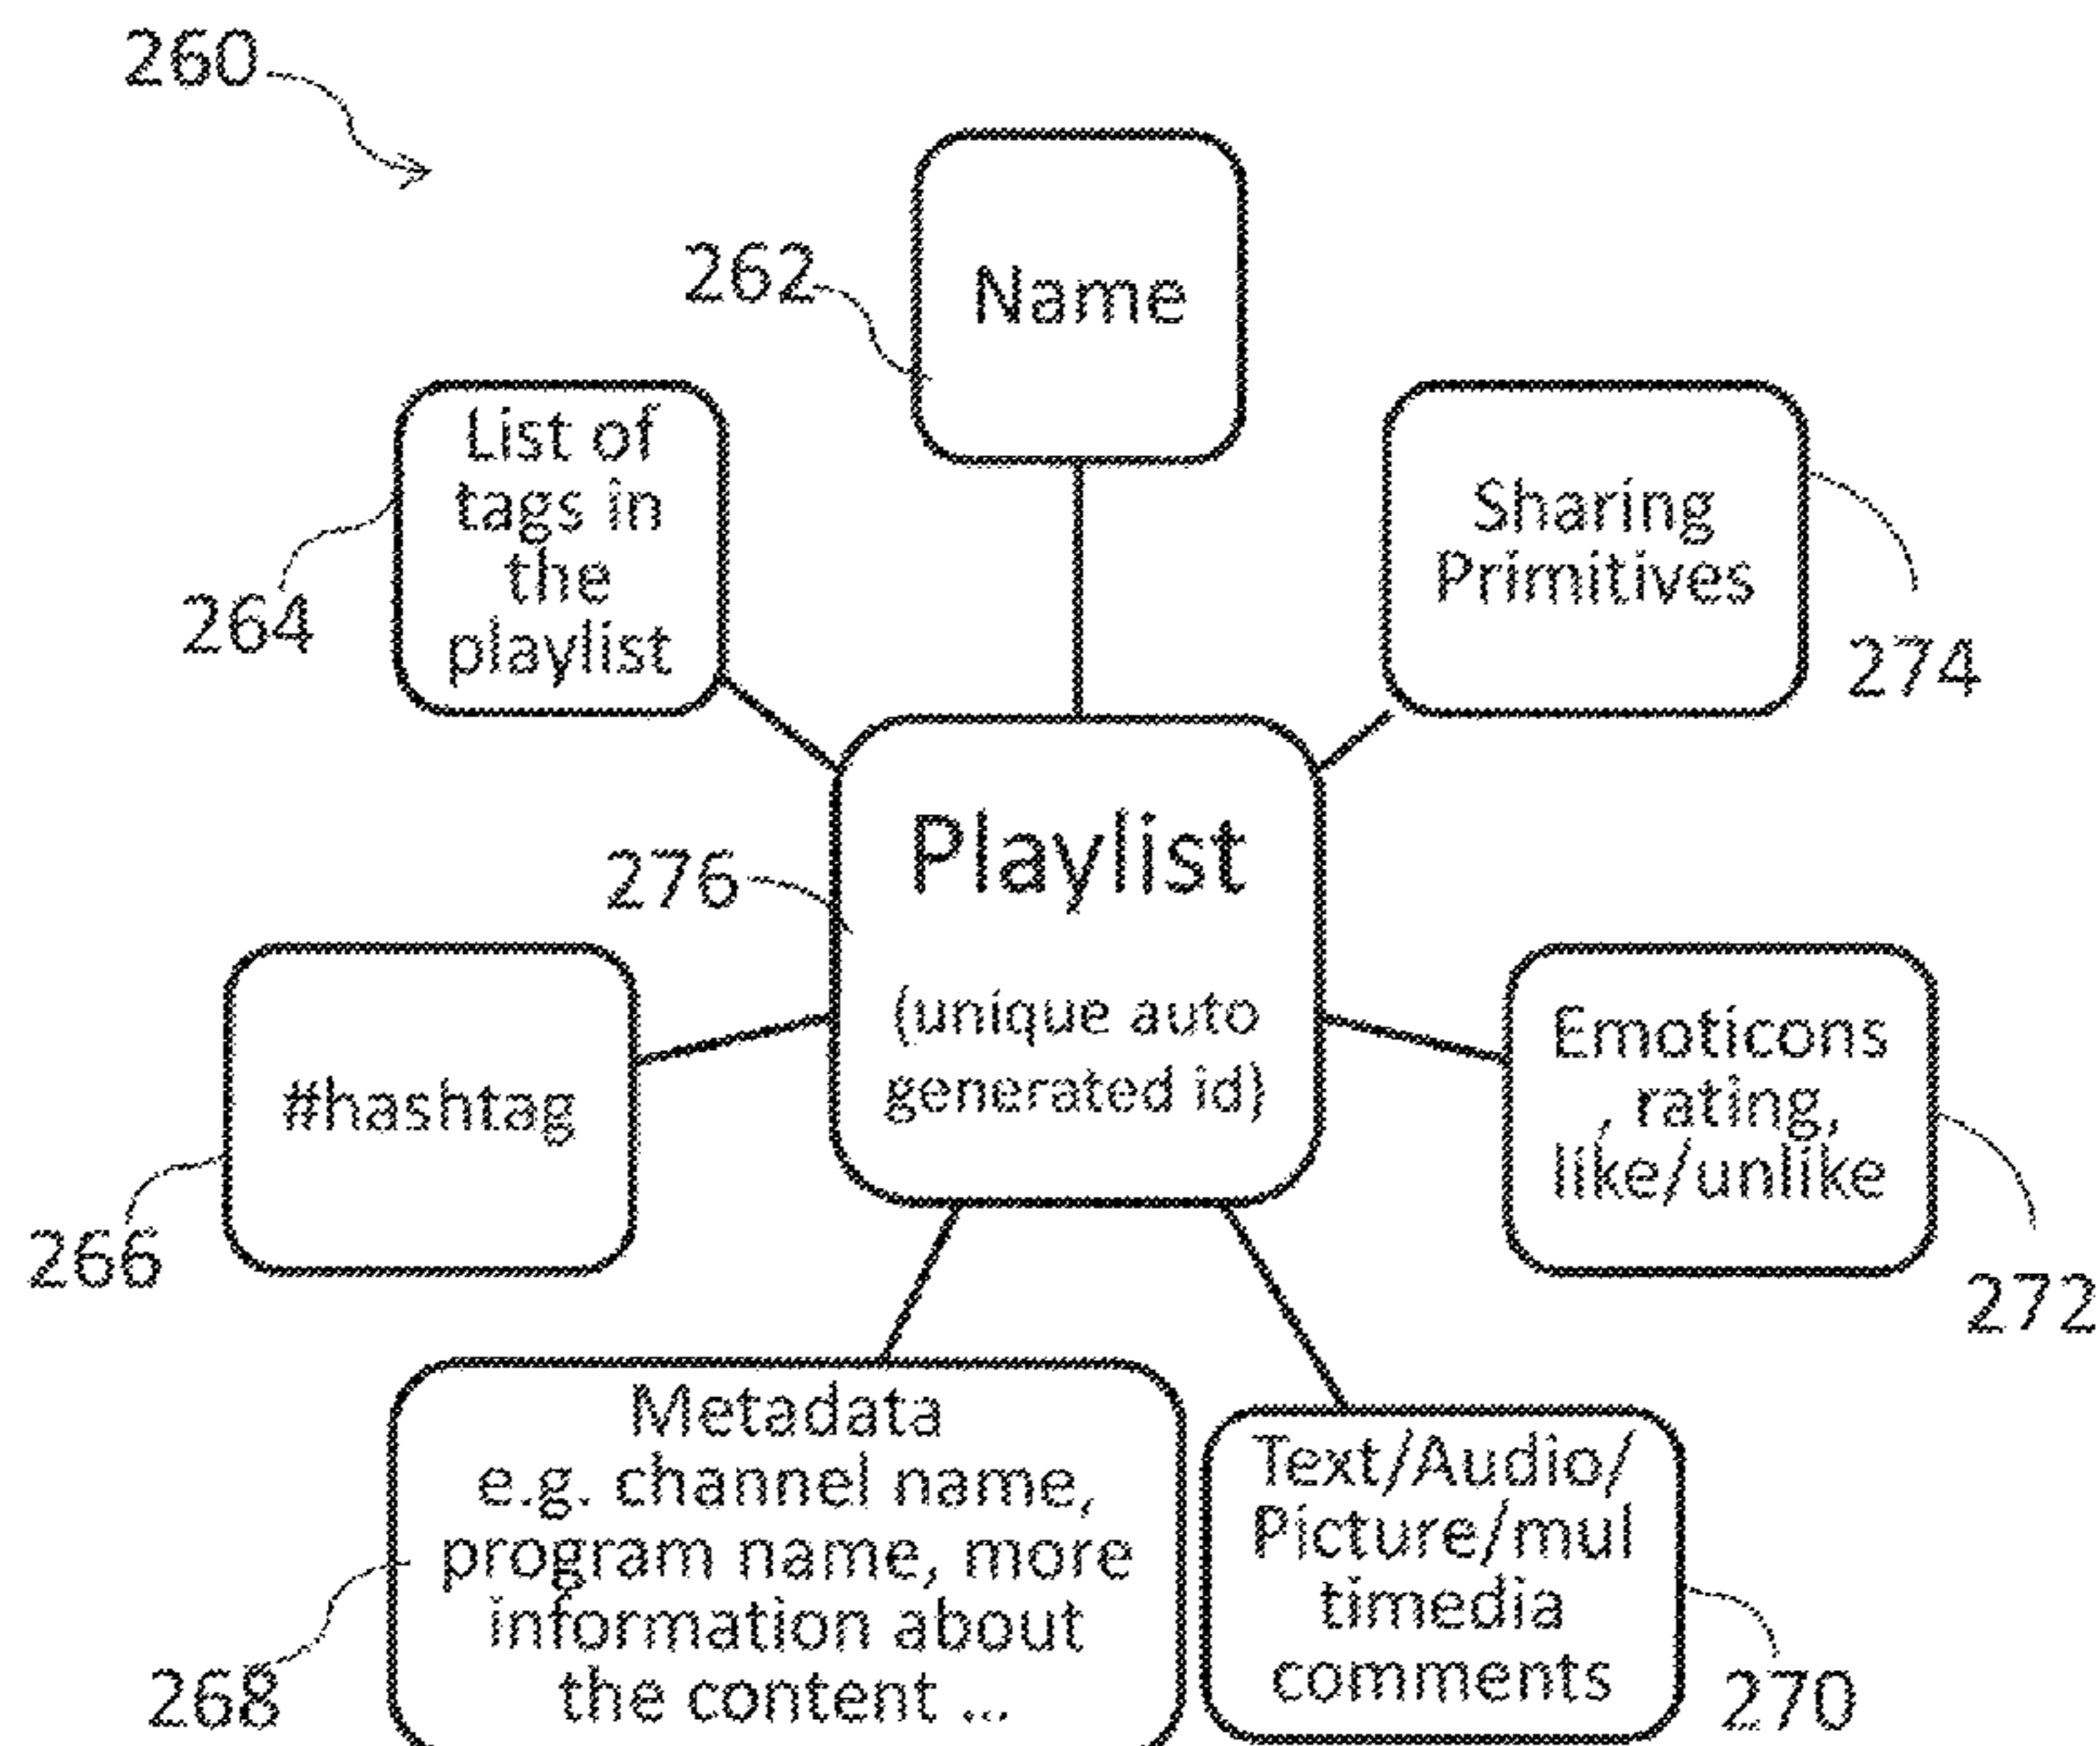 260
262
Name
List of
tags in
the
playlist
264
Sharing
Primitives
274
276
Playlist
(unique auto
generated id)
#hashtag
266
Emoticons
, rating,
like/unlike
272
Metadata
e.g. channel name,
program name, more
information about
the content ...
268
Text/Audio/
Picture/mul
timedia
comments
270